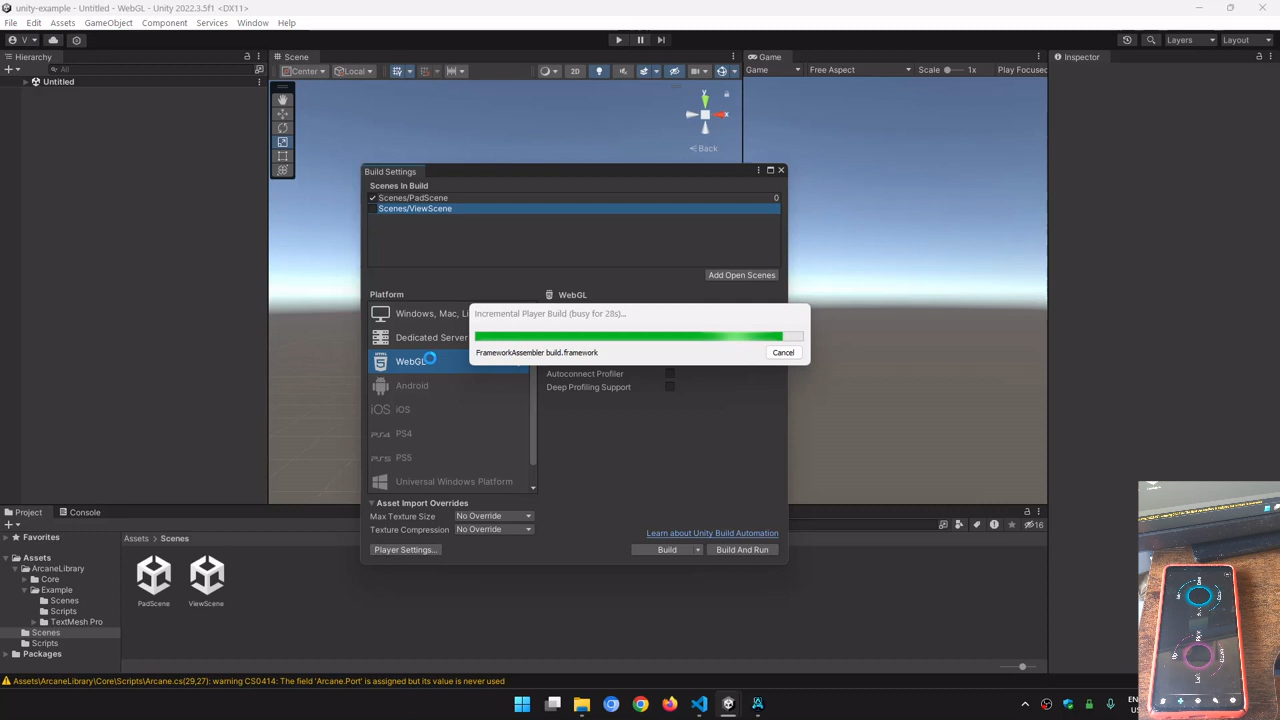 unity-example - Untitled - WebGL - Unity 2022.3.5f1 <DX11>
File Edit Assets GameObject Component Services Window Help
V Layers Layout
Hierarchy Scene Game Inspector
All Center Local 2D Game Free Aspect Scale 1x Play Focused
Untitled
y
x
Back
Build Settings
Scenes In Build
Scenes/PadScene 0
Scenes/ViewScene
Add Open Scenes
Platform
WebGL
Windows, Mac, Li
Dedicated Server
WebGL
Android
iOS iOS
PS4
PS5
Universal Windows Platform
Incremental Player Build (busy for 28s)...
FrameworkAssembler build.framework
Cancel
Autoconnect Profiler
Deep Profiling Support
Asset Import Overrides
Max Texture Size No Override
Texture Compression No Override
Learn about Unity Build Automation
Player Settings... Build Build And Run
Project Console
16
Favorites
Assets
ArcaneLibrary
Core
Example
Scenes
Scripts
TextMesh Pro
Scenes
Scripts
Packages
Assets > Scenes
PadScene ViewScene
Assets\ArcaneLibrary\Core\Scripts\Arcane.cs(29,27): warning CS0414: The field 'Arcane.Port' is assigned but its value is never used